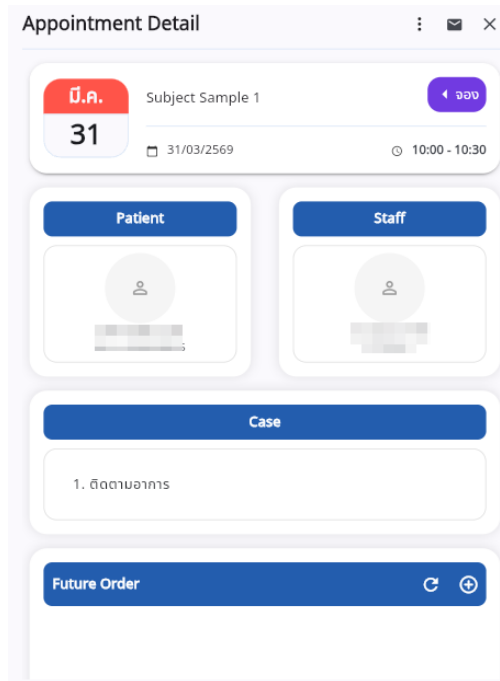 Appointment Detail
มี.ค.
31
Subject Sample 1
จอง
31/03/2569
10:00 - 10:30
Patient
Staff
Case
1. ติดตามอาการ
Future Order